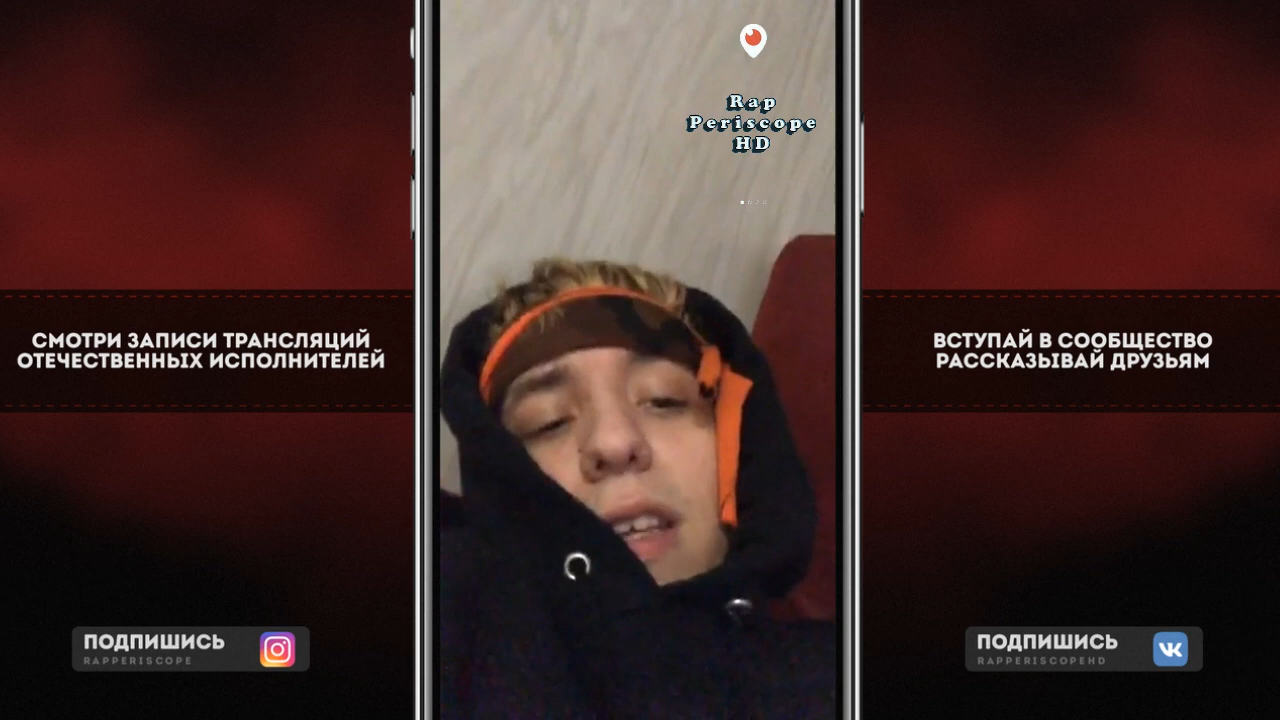 Rap
Periscope
HD
СМОТРИ ЗАПИСИ ТРАНСЛЯЦИЙ
ОТЕЧЕСТВЕННЫХ ИСПОЛНИТЕЛЕЙ
ВСТУПАЙ В СООБЩЕСТВО
РАССКАЗЫВАЙ ДРУЗЬЯМ
ПОДПИШИСЬ
RAPPERISCOPE
ПОДПИШИСЬ
RAPPERISCOPEHD